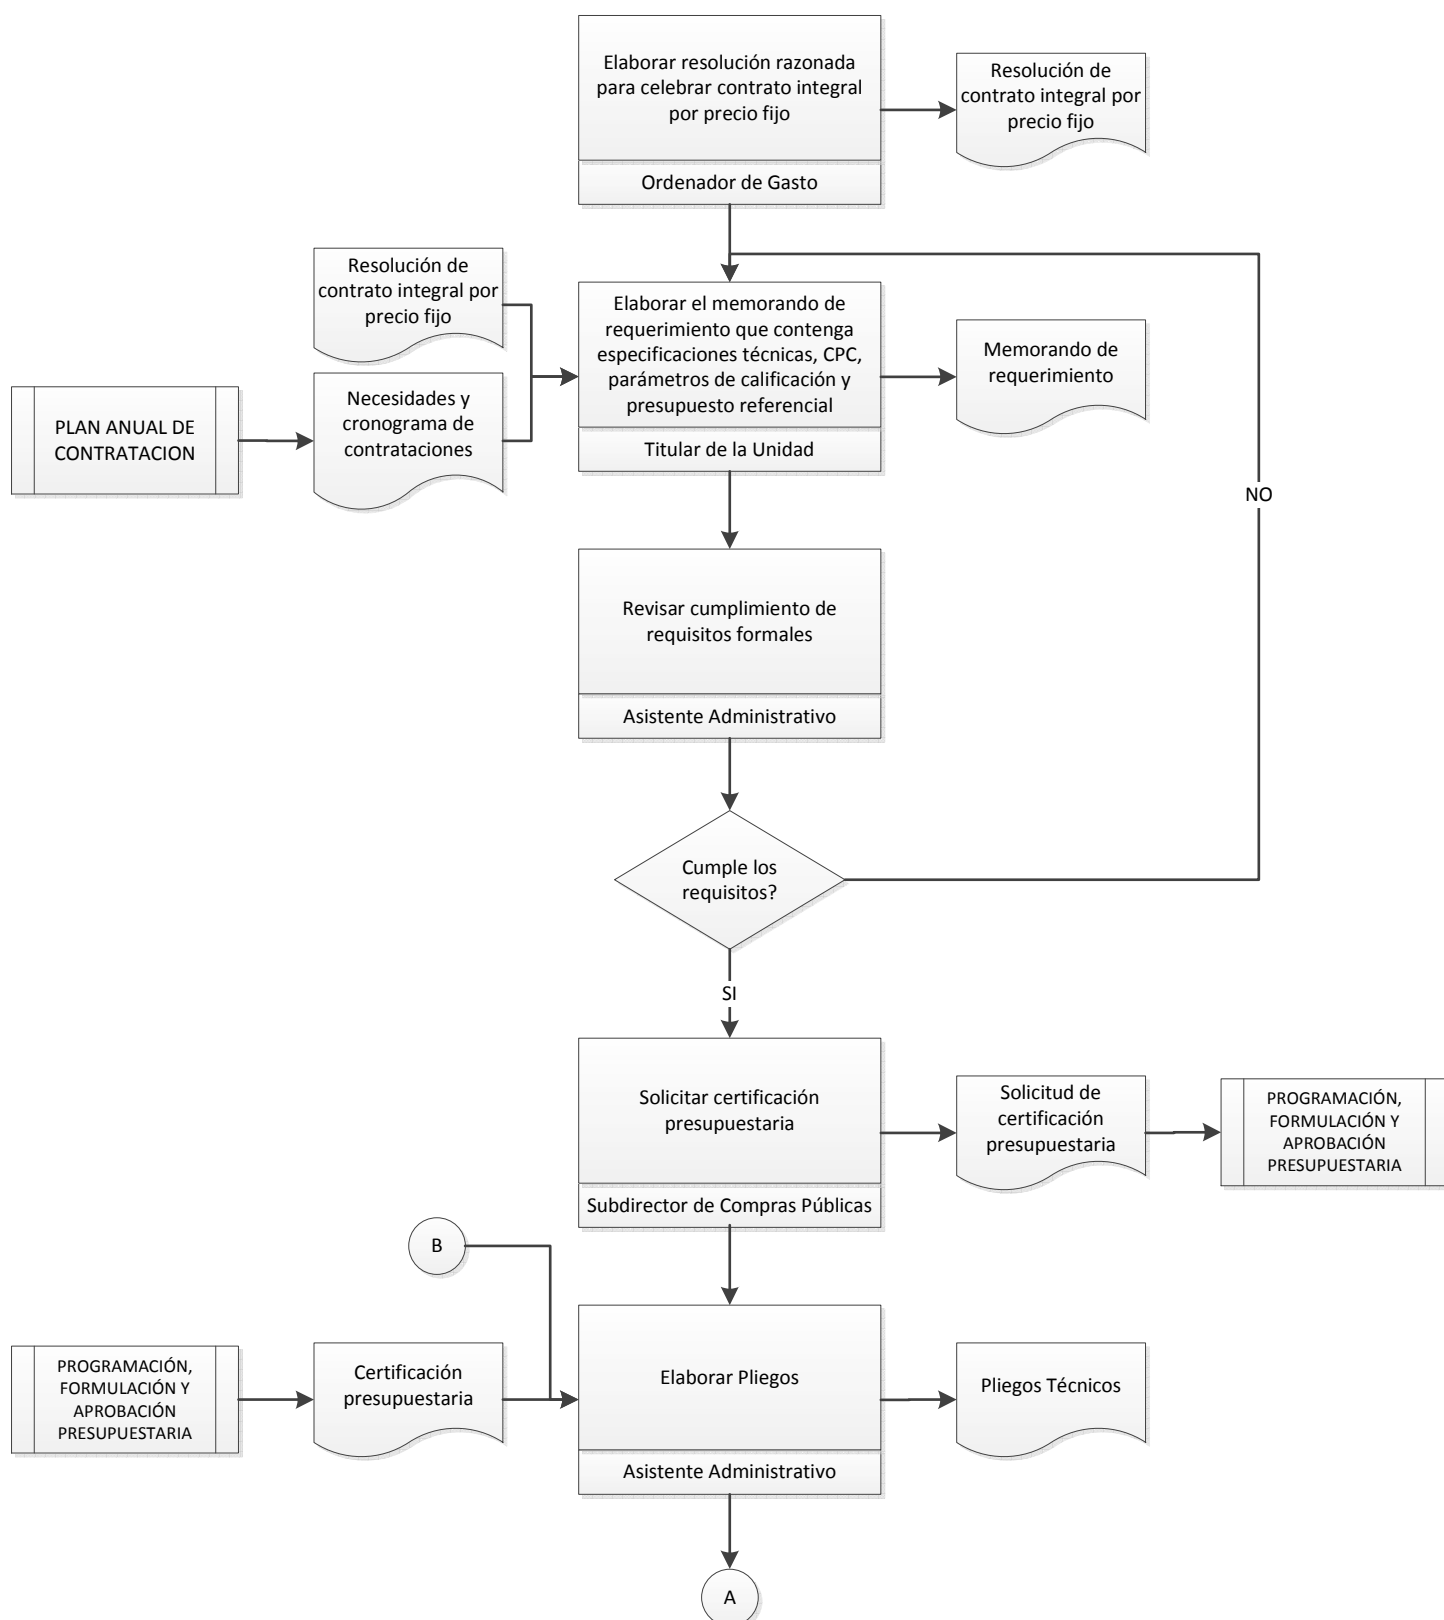 Elaborar resolución razonada
para celebrar contrato integral
por precio fijo
Ordenador de Gasto
Resolución de
contrato integral por
precio fijo
Resolución de
contrato integral por
precio fijo
Elaborar el memorando de
requerimiento que contenga
especificaciones técnicas, CPC,
parámetros de calificación y
presupuesto referencial
Titular de la Unidad
Memorando de
requerimiento
PLAN ANUAL DE
CONTRATACION
Necesidades y
cronograma de
contrataciones
NO
Revisar cumplimiento de
requisitos formales
Asistente Administrativo
Cumple los
requisitos?
SI
Solicitar certificación
presupuestaria
Subdirector de Compras Públicas
Solicitud de
certificación
presupuestaria
PROGRAMACIÓN,
FORMULACIÓN Y
APROBACIÓN
PRESUPUESTARIA
B
PROGRAMACIÓN,
FORMULACIÓN Y
APROBACIÓN
PRESUPUESTARIA
Certificación
presupuestaria
Elaborar Pliegos
Asistente Administrativo
Pliegos Técnicos
A